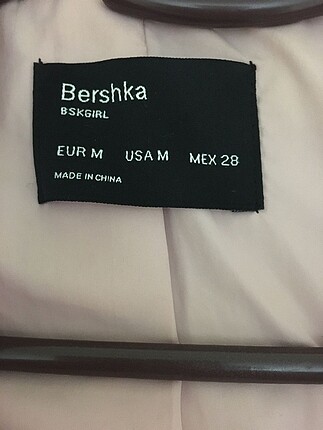 Bershka
BSKGIRL
EUR M USA M MEX 28
MADE IN CHINA